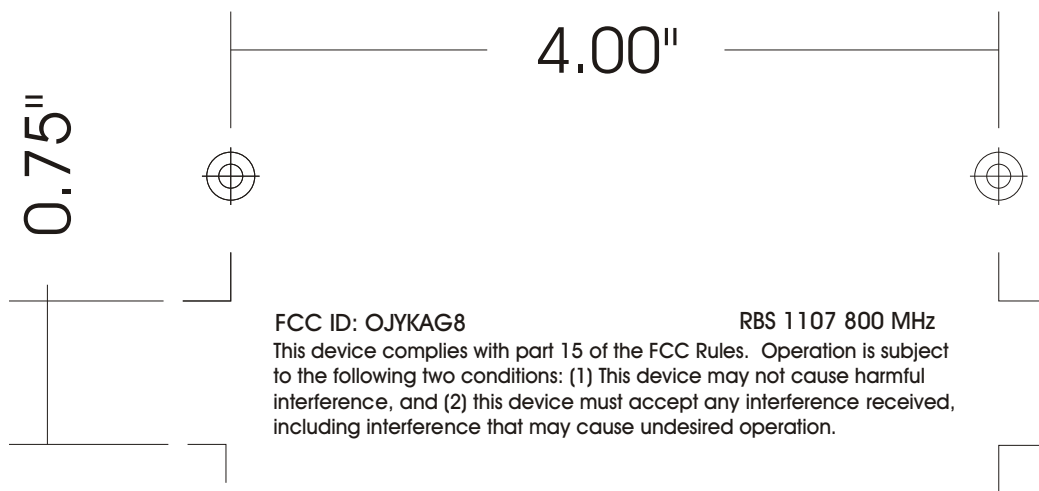 4.00"
0.75"
FCC ID: OJYKAG8 RBS 1107 800 MHz
This device complies with part 15 of the FCC Rules. Operation is subject
to the following two conditions: (1) This device may not cause harmful
interference, and (2) this device must accept any interference received,
including interference that may cause undesired operation.